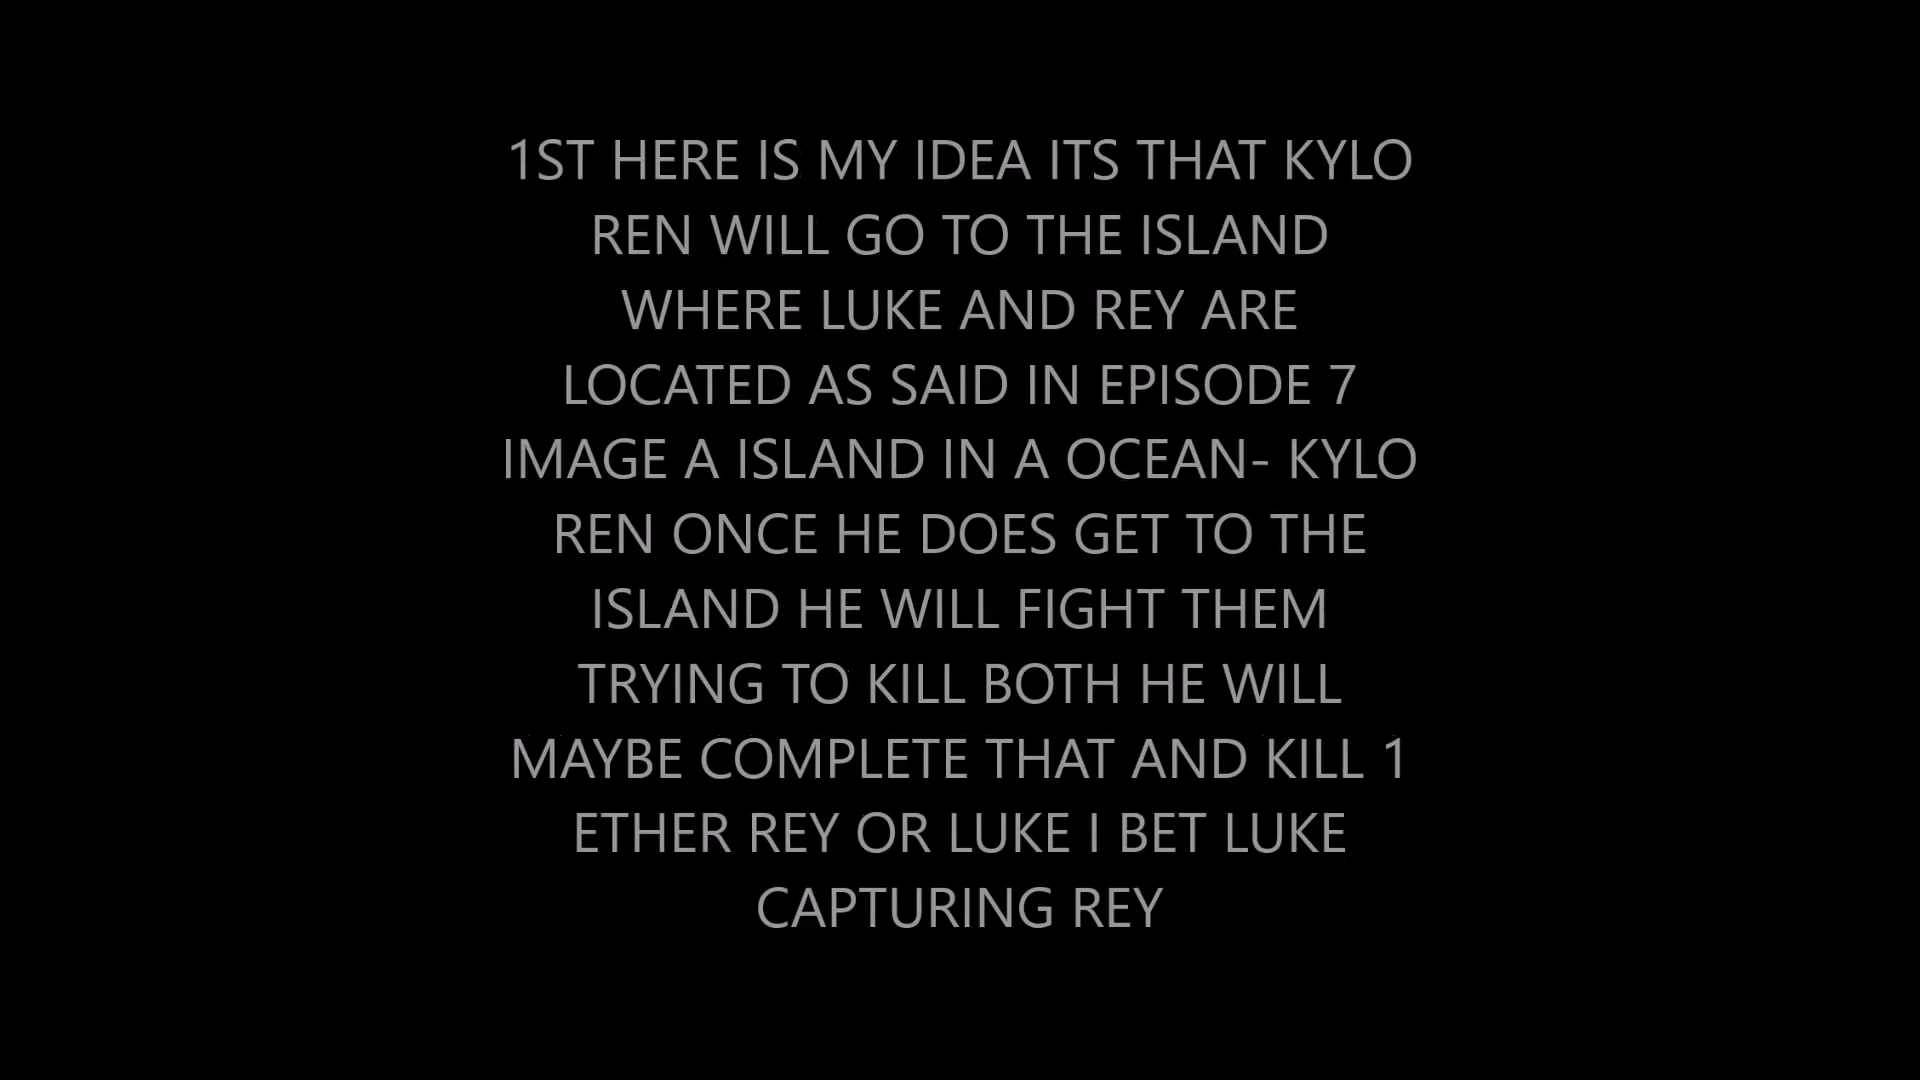 1ST HERE IS MY IDEA ITS THAT KYLO
REN WILL GO TO THE ISLAND
WHERE LUKE AND REY ARE
LOCATED AS SAID IN EPISODE 7
IMAGE A ISLAND IN A OCEAN- KYLO
REN ONCE HE DOES GET TO THE
ISLAND HE WILL FIGHT THEM
TRYING TO KILL BOTH HE WILL
MAYBE COMPLETE THAT AND KILL 1
ETHER REY OR LUKE I BET LUKE
CAPTURING REY